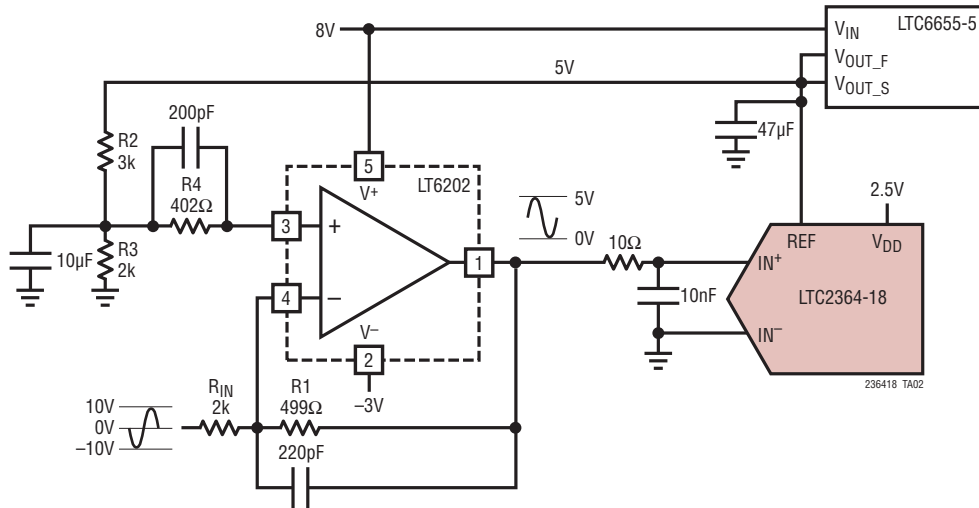 8V
V_IN
LTC6655-5
V_OUT_F
V_OUT_S
5V
47µF
200pF
R2
3k
R4
402Ω
10µF
R3
2k
5
V+
LT6202
3
+
4
–
1
V–
2
–3V
5V
0V
10Ω
10nF
2.5V
REF
V_DD
IN+
LTC2364-18
IN–
236418 TA02
10V
0V
–10V
R_IN
2k
R1
499Ω
220pF